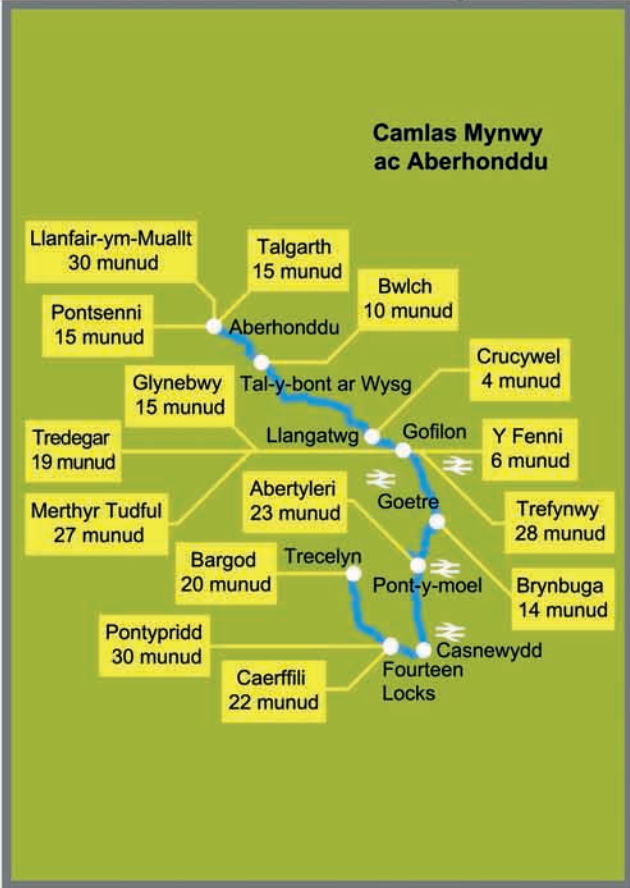 Camlas Mynwy
ac Aberhonddu
Llanfair-ym-Muallt
30 munud
Talgarth
15 munud
Bwlch
10 munud
Pontsenni
15 munud
Aberhonddu
Crucywel
4 munud
Glynebwy
15 munud
Tal-y-bont ar Wysg
Tredegar
19 munud
Llangatwg
Gofilon
Y Fenni
6 munud
Merthyr Tudful
27 munud
Abertyleri
23 munud
Goetre
Trefynwy
28 munud
Bargod
20 munud
Trecelyn
Pont-y-moel
Brynbuga
14 munud
Pontypridd
30 munud
Casnewydd
Caerffili
22 munud
Fourteen
Locks